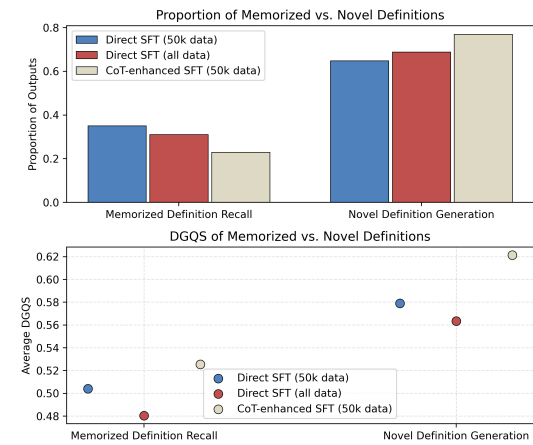 Proportion of Memorized vs. Novel Definitions
Proportion of Outputs
0.8
0.6
0.4
0.2
0.0
Direct SFT (50k data)
Direct SFT (all data)
CoT-enhanced SFT (50k data)
Memorized Definition Recall
Novel Definition Generation
DGQS of Memorized vs. Novel Definitions
Average DGQS
0.62
0.60
0.58
0.56
0.54
0.52
0.50
0.48
Direct SFT (50k data)
Direct SFT (all data)
CoT-enhanced SFT (50k data)
Memorized Definition Recall
Novel Definition Generation